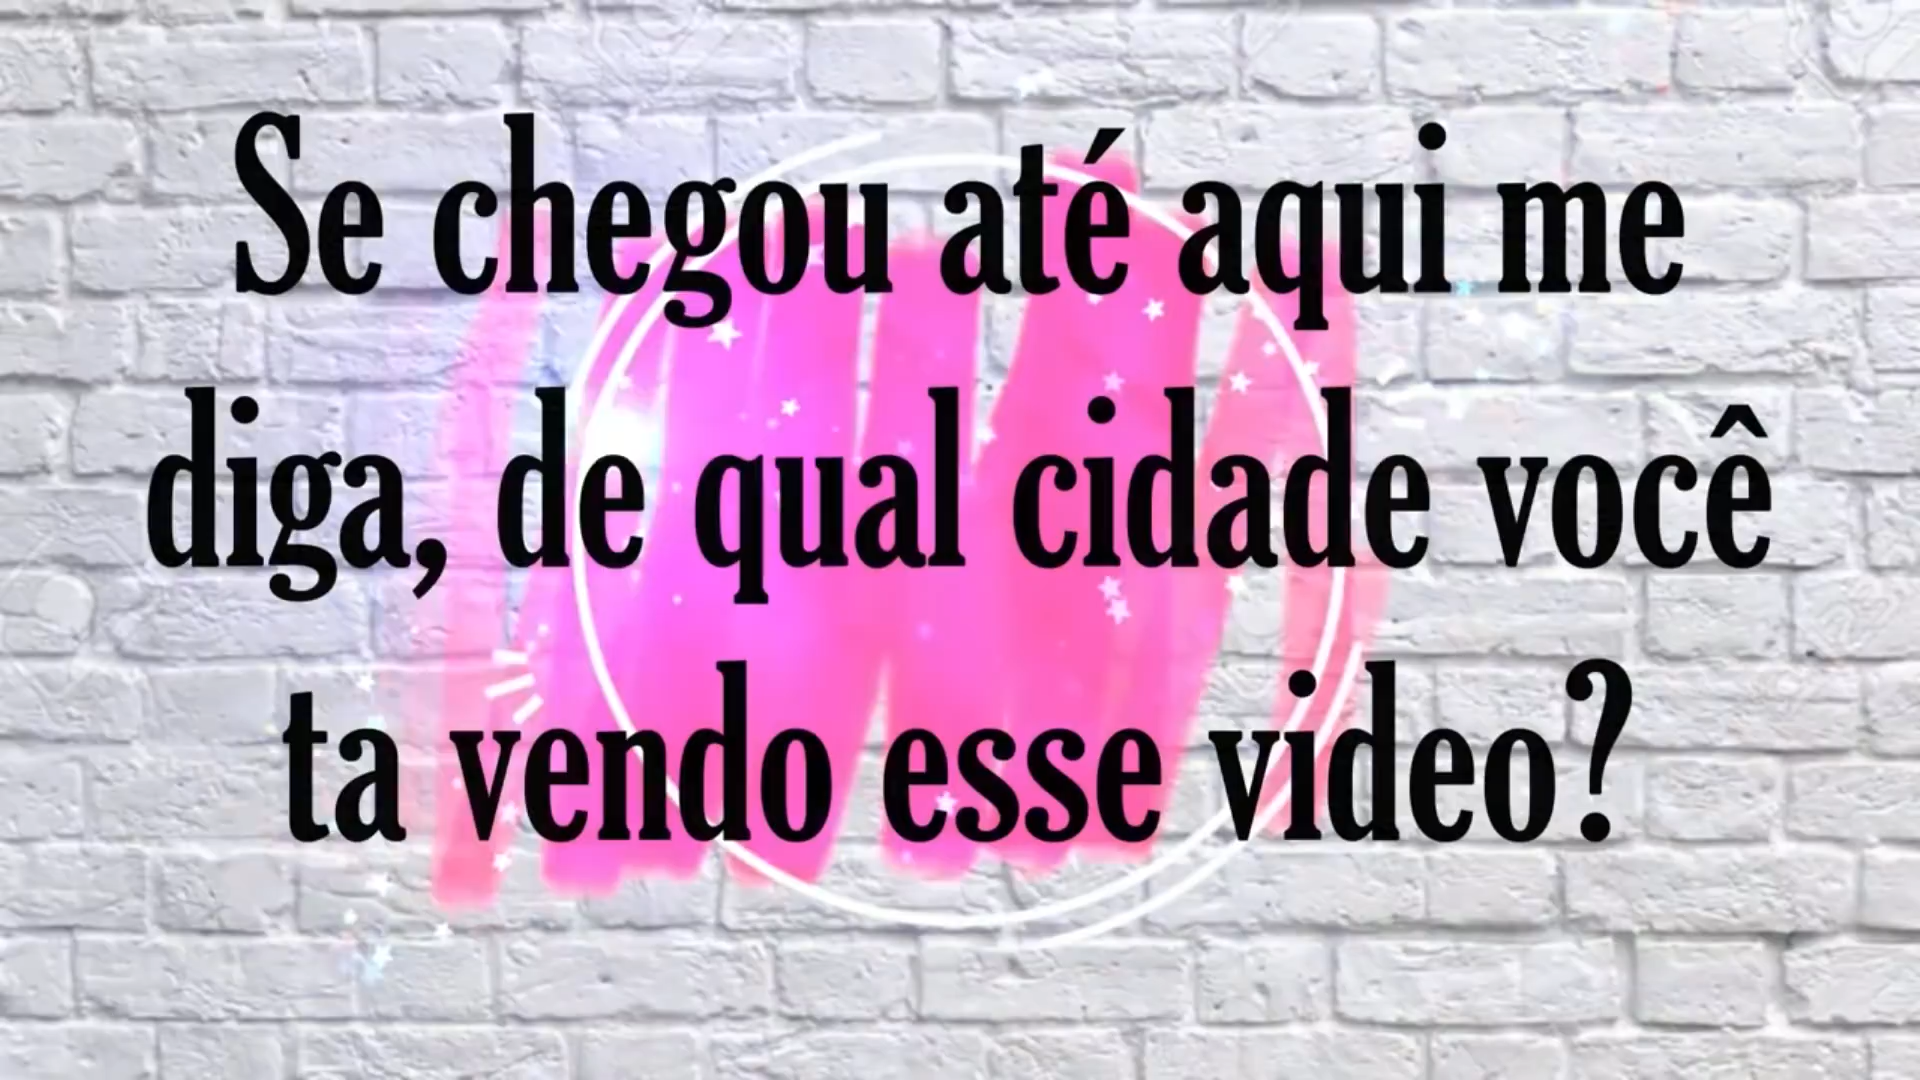 Se chegou até aqui me
diga, de qual cidade você
ta vendo esse video?